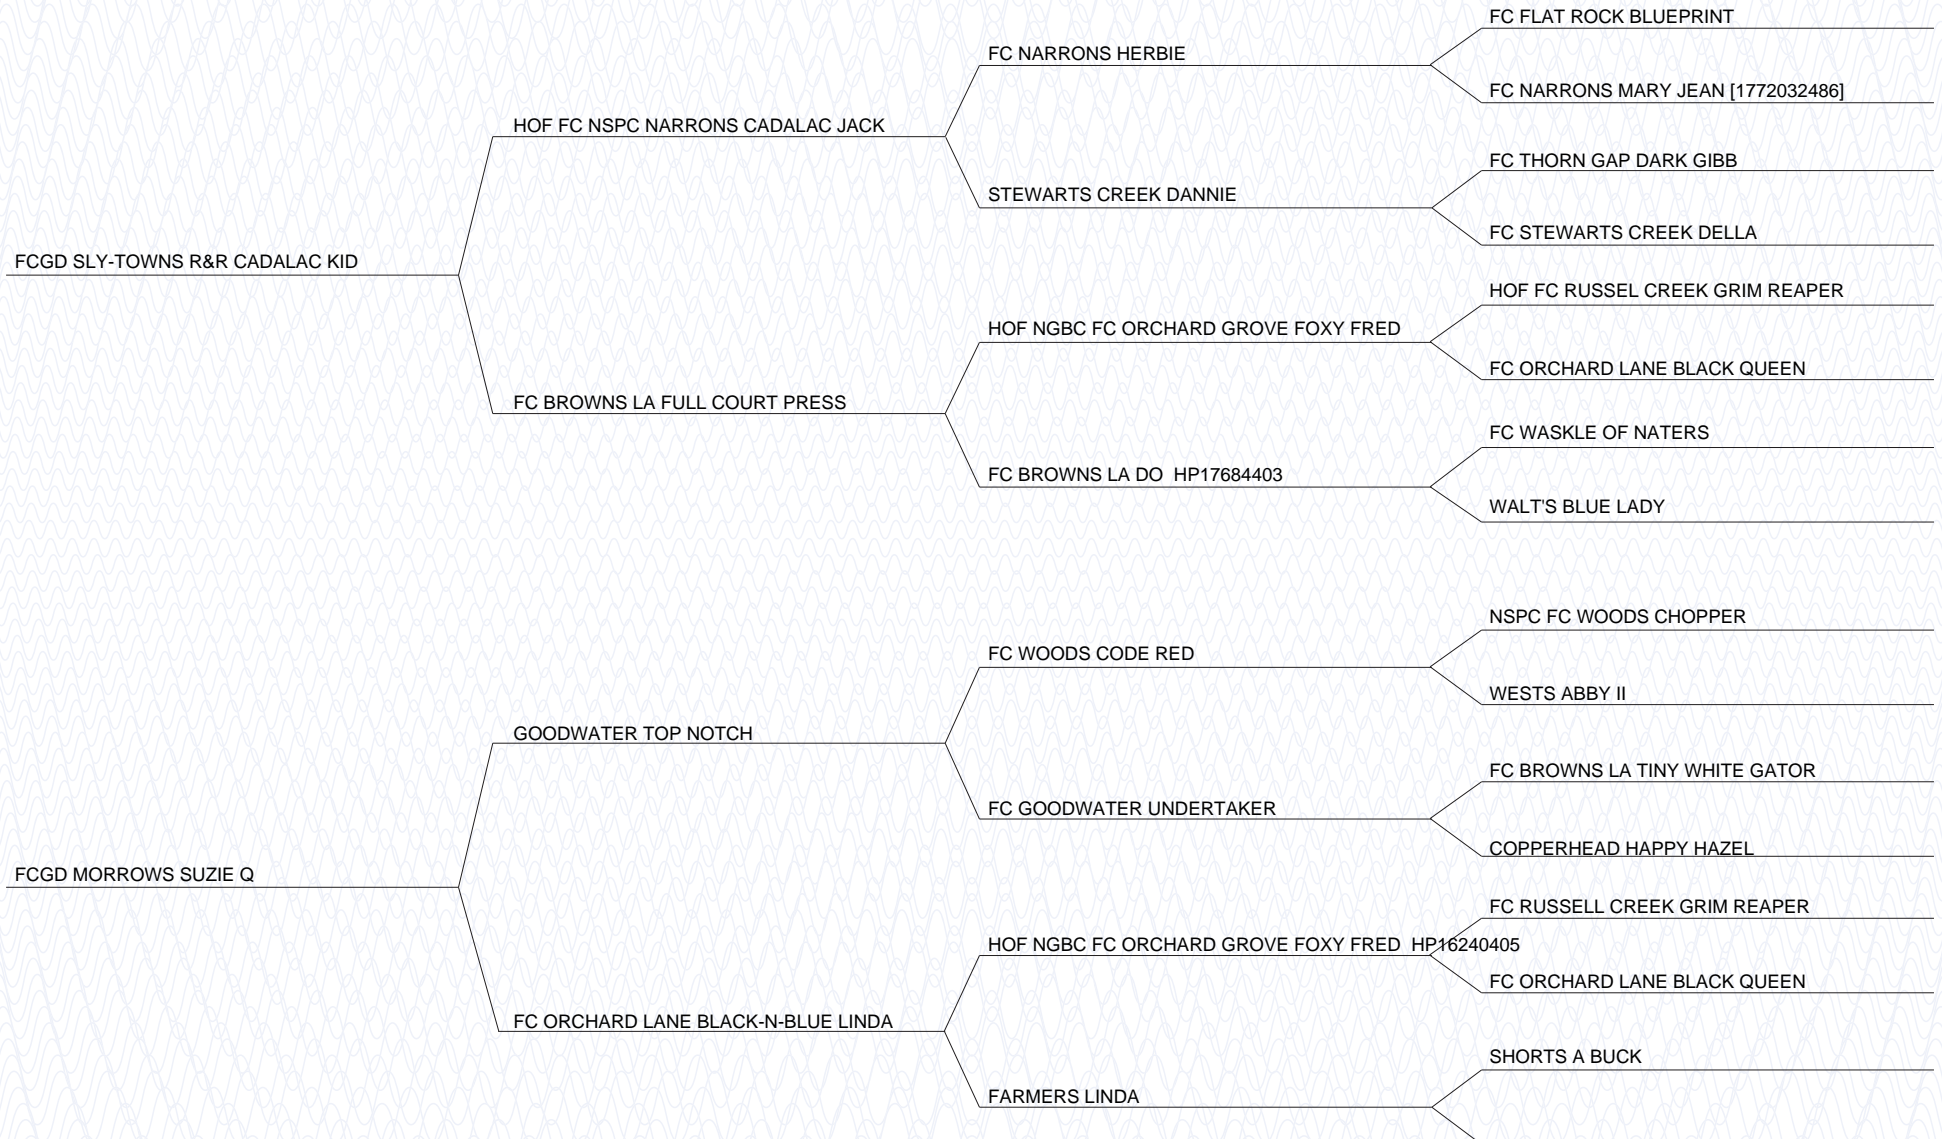 FC FLAT ROCK BLUEPRINT
FC NARRONS HERBIE
FC NARRONS MARY JEAN [1772032486]
HOF FC NSPC NARRONS CADALAC JACK
FC THORN GAP DARK GIBB
STEWARTS CREEK DANNIE
FC STEWARTS CREEK DELLA
FCGD SLY-TOWNS R&R CADALAC KID
HOF FC RUSSEL CREEK GRIM REAPER
HOF NGBC FC ORCHARD GROVE FOXY FRED
FC ORCHARD LANE BLACK QUEEN
FC BROWNS LA FULL COURT PRESS
FC WASKLE OF NATERS
FC BROWNS LA DO  HP17684403
WALT'S BLUE LADY
NSPC FC WOODS CHOPPER
FC WOODS CODE RED
WESTS ABBY II
GOODWATER TOP NOTCH
FC BROWNS LA TINY WHITE GATOR
FC GOODWATER UNDERTAKER
COPPERHEAD HAPPY HAZEL
FCGD MORROWS SUZIE Q
FC RUSSELL CREEK GRIM REAPER
HOF NGBC FC ORCHARD GROVE FOXY FRED  HP16240405
FC ORCHARD LANE BLACK QUEEN
FC ORCHARD LANE BLACK-N-BLUE LINDA
SHORTS A BUCK
FARMERS LINDA